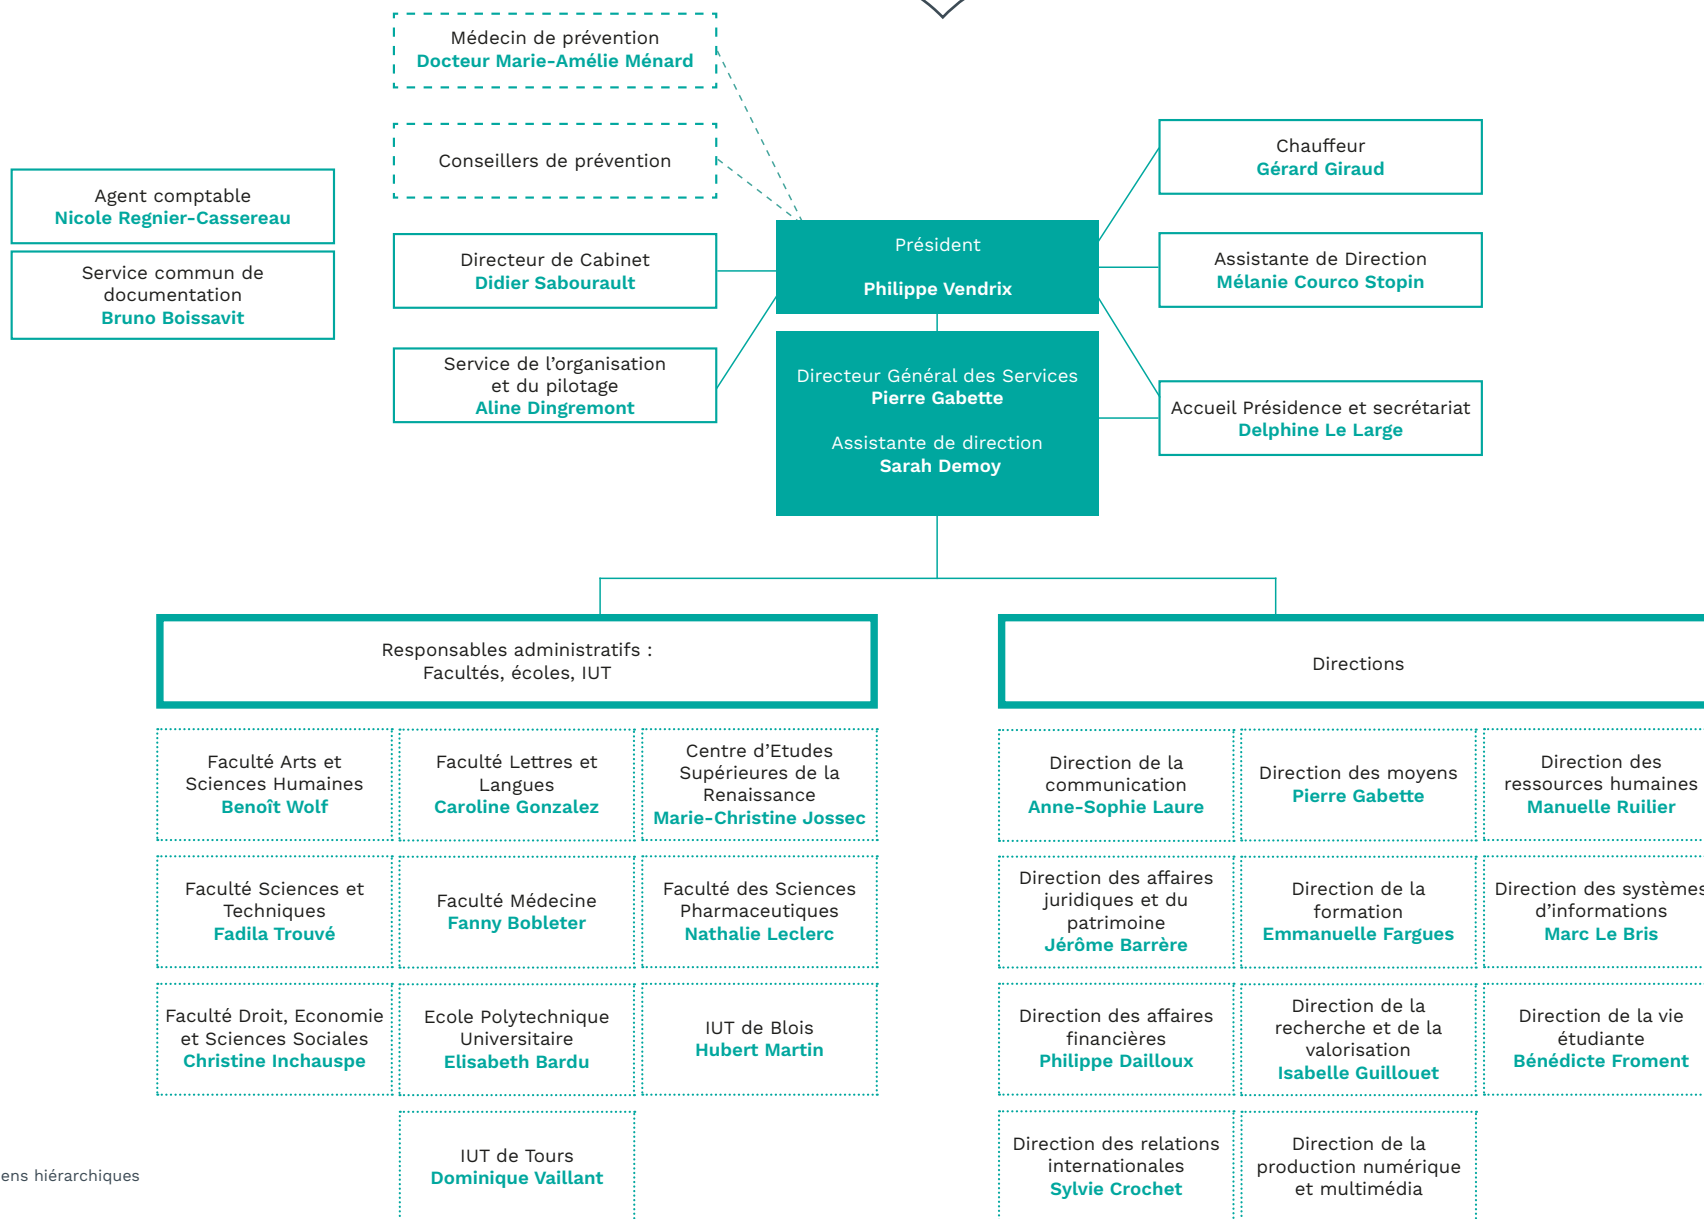 Médecin de prévention
Docteur Marie-Amélie Ménard
Conseillers de prévention
Chauffeur
Gérard Giraud
Agent comptable
Nicole Regnier-Cassereau
Service commun de
documentation
Bruno Boissavit
Directeur de Cabinet
Didier Sabourault
Président
Philippe Vendrix
Assistante de Direction
Mélanie Courco Stopin
Service de l’organisation
et du pilotage
Aline Dingremont
Directeur Général des Services
Pierre Gabette
Assistante de direction
Sarah Demoy
Accueil Présidence et secrétariat
Delphine Le Large
Responsables administratifs :
Facultés, écoles, IUT
Faculté Arts et
Sciences Humaines
Benoît Wolf
Faculté Lettres et
Langues
Caroline Gonzalez
Centre d’Etudes
Supérieures de la
Renaissance
Marie-Christine Jossec
Faculté Sciences et
Techniques
Fadila Trouvé
Faculté Médecine
Fanny Bobleter
Faculté des Sciences
Pharmaceutiques
Nathalie Leclerc
Faculté Droit, Economie
et Sciences Sociales
Christine Inchauspe
Ecole Polytechnique
Universitaire
Elisabeth Bardu
IUT de Blois
Hubert Martin
IUT de Tours
Dominique Vaillant
Directions
Direction de la
communication
Anne-Sophie Laure
Direction des moyens
Pierre Gabette
Direction des
ressources humaines
Manuelle Ruilier
Direction des affaires
juridiques et du
patrimoine
Jérôme Barrère
Direction de la
formation
Emmanuelle Fargues
Direction des systèmes
d’informations
Marc Le Bris
Direction des affaires
financières
Philippe Dailloux
Direction de la
recherche et de la
valorisation
Isabelle Guillouet
Direction de la vie
étudiante
Bénédicte Froment
Direction des relations
internationales
Sylvie Crochet
Direction de la
production numérique
et multimédia
ens hiérarchiques